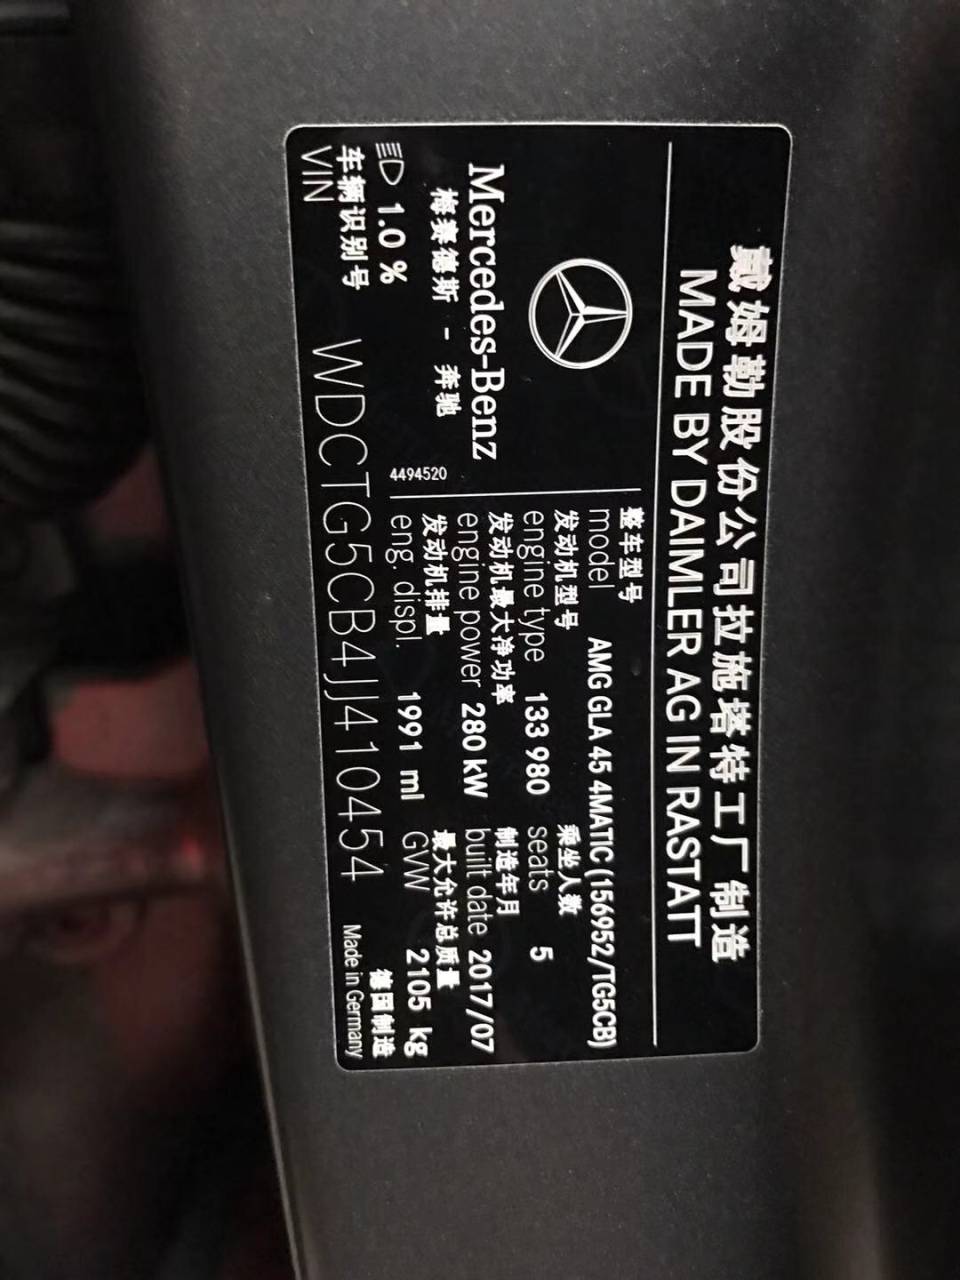 戴姆勒股份公司拉施塔特工厂制造
MADE BY DAIMLER AG IN RASTATT
Mercedes-Benz
梅赛德斯 - 奔驰
1.0 %
4494520
整车型号
model AMG GLA 45 4MATIC (156952/TG5CB)
发动机型号 乘坐人数
engine type 133 980 seats 5
发动机最大净功率 制造年月
engine power 280 kW built date 2017/07
发动机排量 最大允许总质量
eng. displ. 1991 ml GVW 2105 kg
车辆识别号 德国制造
VIN WDCTG5CB4JJ410454 Made in Germany